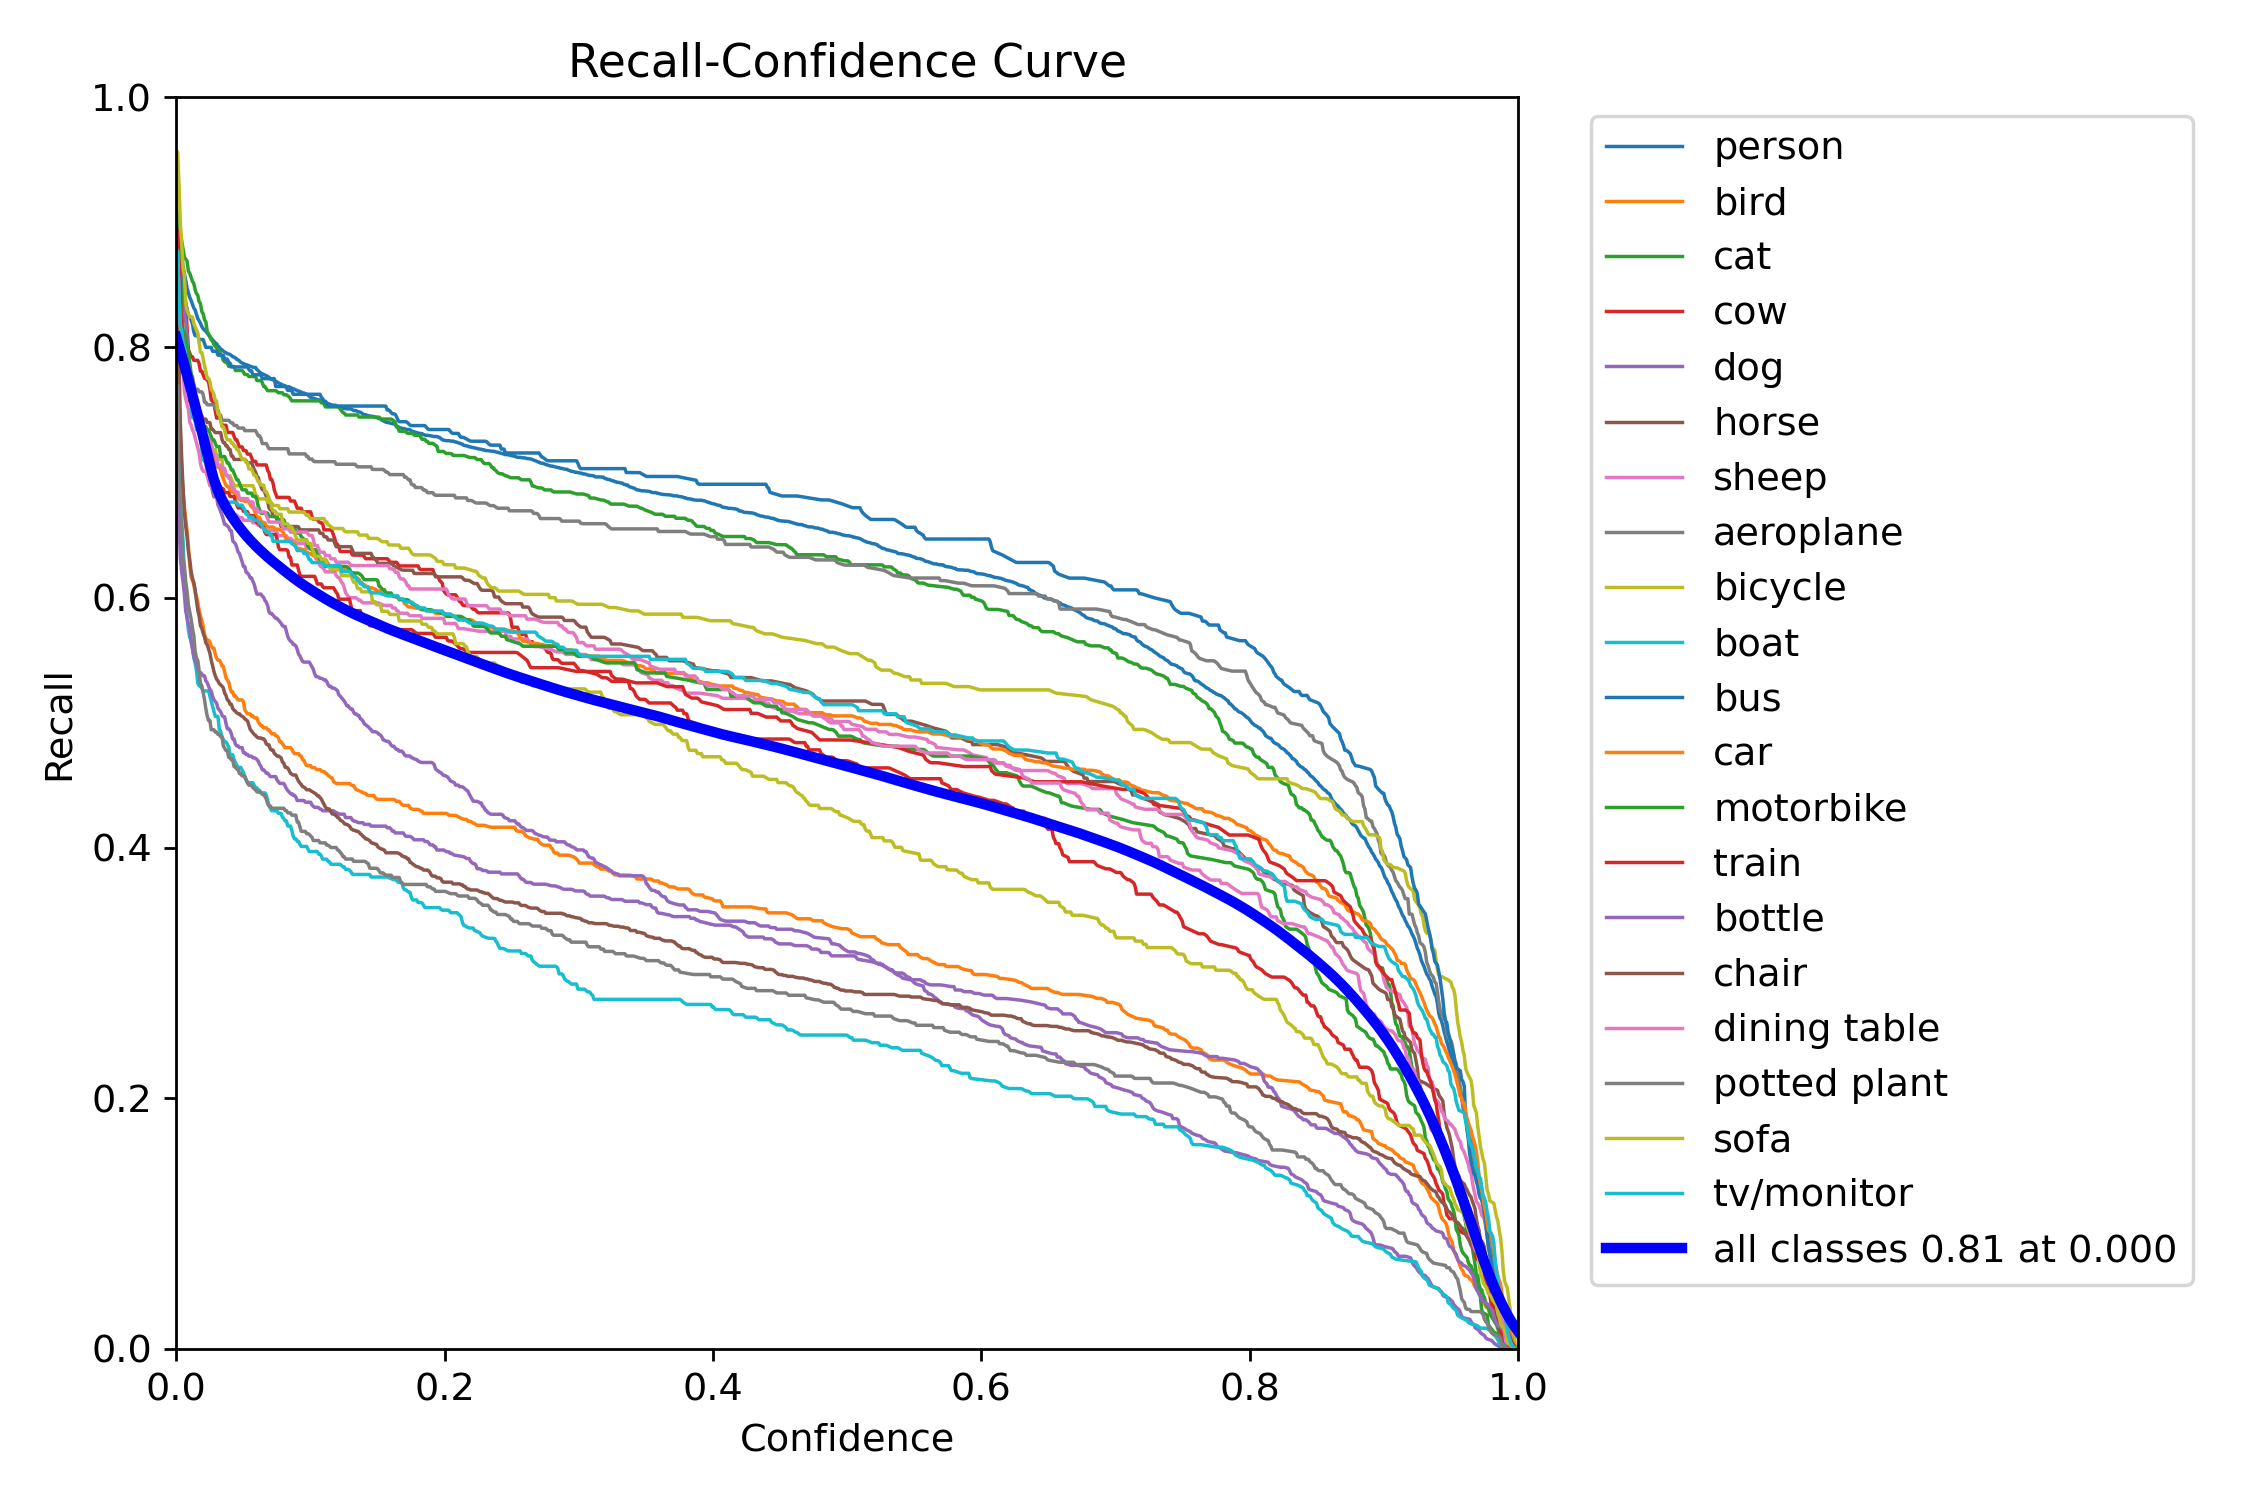 Recall-Confidence Curve
1.0
0.8
0.6
0.4
0.2
0.0
Recall
0.0 0.2 0.4 0.6 0.8 1.0
Confidence
person
bird
cat
cow
dog
horse
sheep
aeroplane
bicycle
boat
bus
car
motorbike
train
bottle
chair
dining table
potted plant
sofa
tv/monitor
all classes 0.81 at 0.000